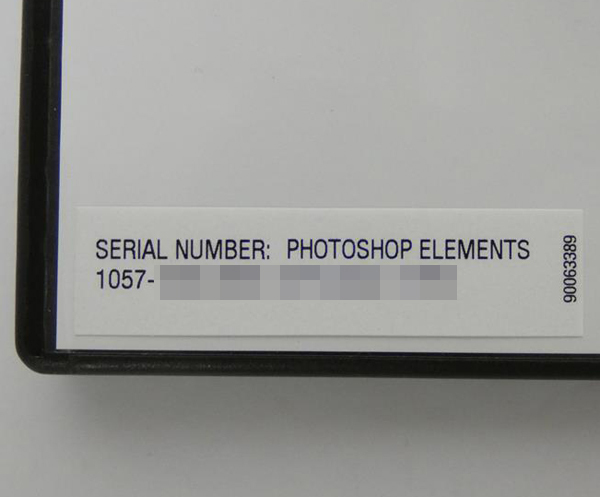 SERIAL NUMBER: PHOTOSHOP ELEMENTS
1057-
90063389